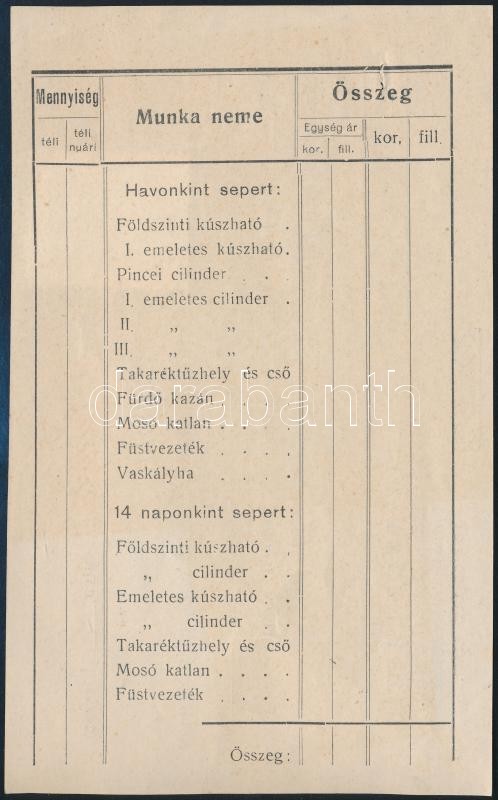 Mennyiség
Munka neme
Összeg
téli
téli nyári
Egység ár
kor.
fill.
kor,
fill.
Havonkint sepert:
Földszinti kúszható .
I. emeletes kúszható.
Pincei cilinder . .
I. emeletes cilinder .
II. „ „
III. „ „
Takaréktűzhely és cső
Fürdő kazán . . .
Mosó katlan . . . .
Füstvezeték . . . .
Vaskályha . . . .
14 naponkint sepert:
Földszinti kúszható . .
„ cilinder . .
Emeletes kúszható . .
„ cilinder . .
Takaréktűzhely és cső
Mosó katlan . . . .
Füstvezeték . . . .
Összeg:
darabanth